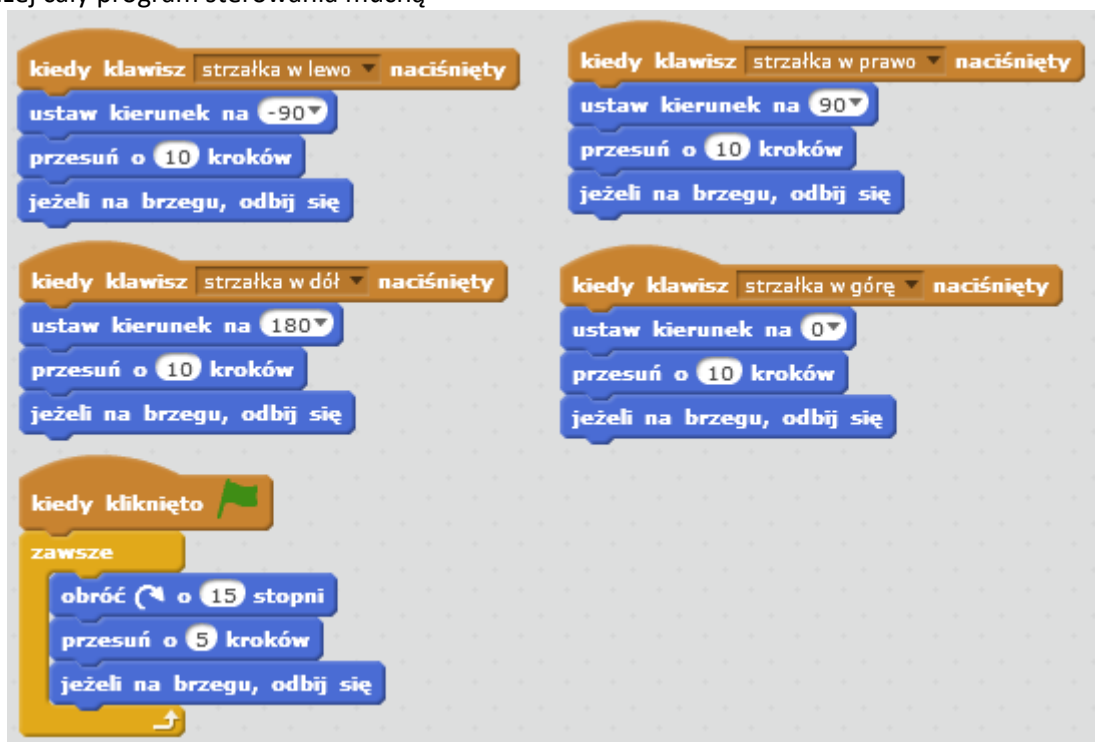 cały program sterowania muchą
kiedy klawisz strzałka w lewo naciśnięty
ustaw kierunek na -90
przesuń o 10 kroków
jeżeli na brzegu, odbij się
kiedy klawisz strzałka w prawo naciśnięty
ustaw kierunek na 90
przesuń o 10 kroków
jeżeli na brzegu, odbij się
kiedy klawisz strzałka w dół naciśnięty
ustaw kierunek na 180
przesuń o 10 kroków
jeżeli na brzegu, odbij się
kiedy klawisz strzałka w górę naciśnięty
ustaw kierunek na 0
przesuń o 10 kroków
jeżeli na brzegu, odbij się
kiedy kliknięto
zawsze
obróć o 15 stopni
przesuń o 5 kroków
jeżeli na brzegu, odbij się